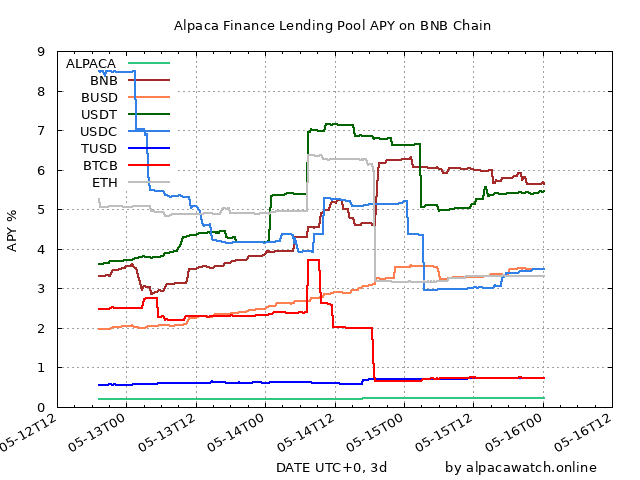 Alpaca Finance Lending Pool APY on BNB Chain
9
8
7
6
5
4
3
2
1
0
APY %
ALPACA
BNB
BUSD
USDT
USDC
TUSD
BTCB
ETH
05-12T12
05-13T00
05-13T12
05-14T00
05-14T12
05-15T00
05-15T12
05-16T00
05-16T12
DATE UTC+0, 3d
by alpacawatch.online